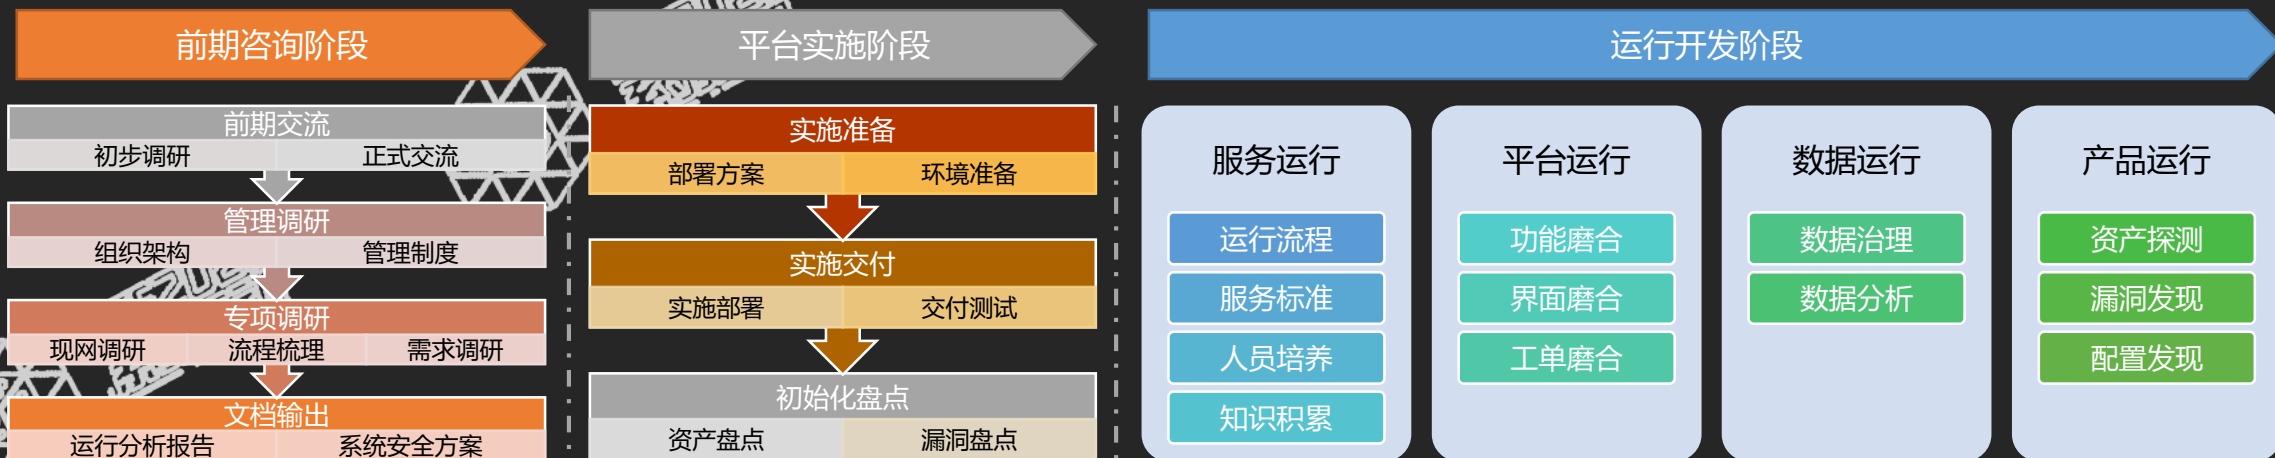 前期咨询阶段
平台实施阶段
运行开发阶段
前期交流
初步调研
正式交流
管理调研
组织架构
管理制度
专项调研
现网调研
流程梳理
需求调研
文档输出
运行分析报告
系统安全方案
实施准备
部署方案
环境准备
实施交付
实施部署
交付测试
初始化盘点
资产盘点
漏洞盘点
服务运行
运行流程
服务标准
人员培养
知识积累
平台运行
功能磨合
界面磨合
工单磨合
数据运行
数据治理
数据分析
产品运行
资产探测
漏洞发现
配置发现